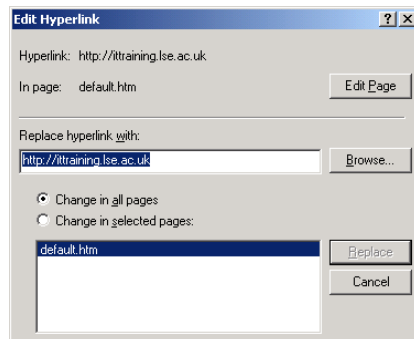 Edit Hyperlink
Hyperlink: http://ittraining.lse.ac.uk
In page: default.htm
Edit Page
Replace hyperlink with:
http://ittraining.lse.ac.uk
Browse...
Change in all pages
Change in selected pages:
default.htm
Replace
Cancel